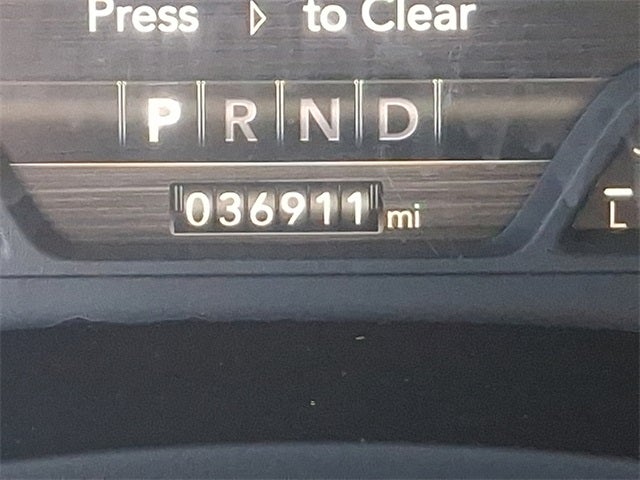 Press ▷ to Clear
P R N D
036911 mi
L